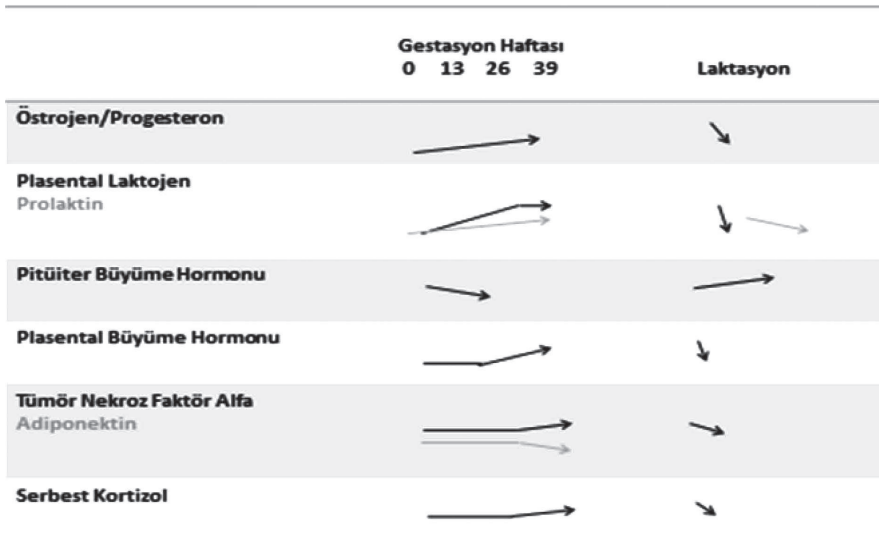 Gestasyon Haftası
0 13 26 39 Laktasyon
Östrojen/Progesteron
Plasental Laktojen
Prolaktin
Pitüiter Büyüme Hormonu
Plasental Büyüme Hormonu
Tümör Nekroz Faktör Alfa
Adiponektin
Serbest Kortizol